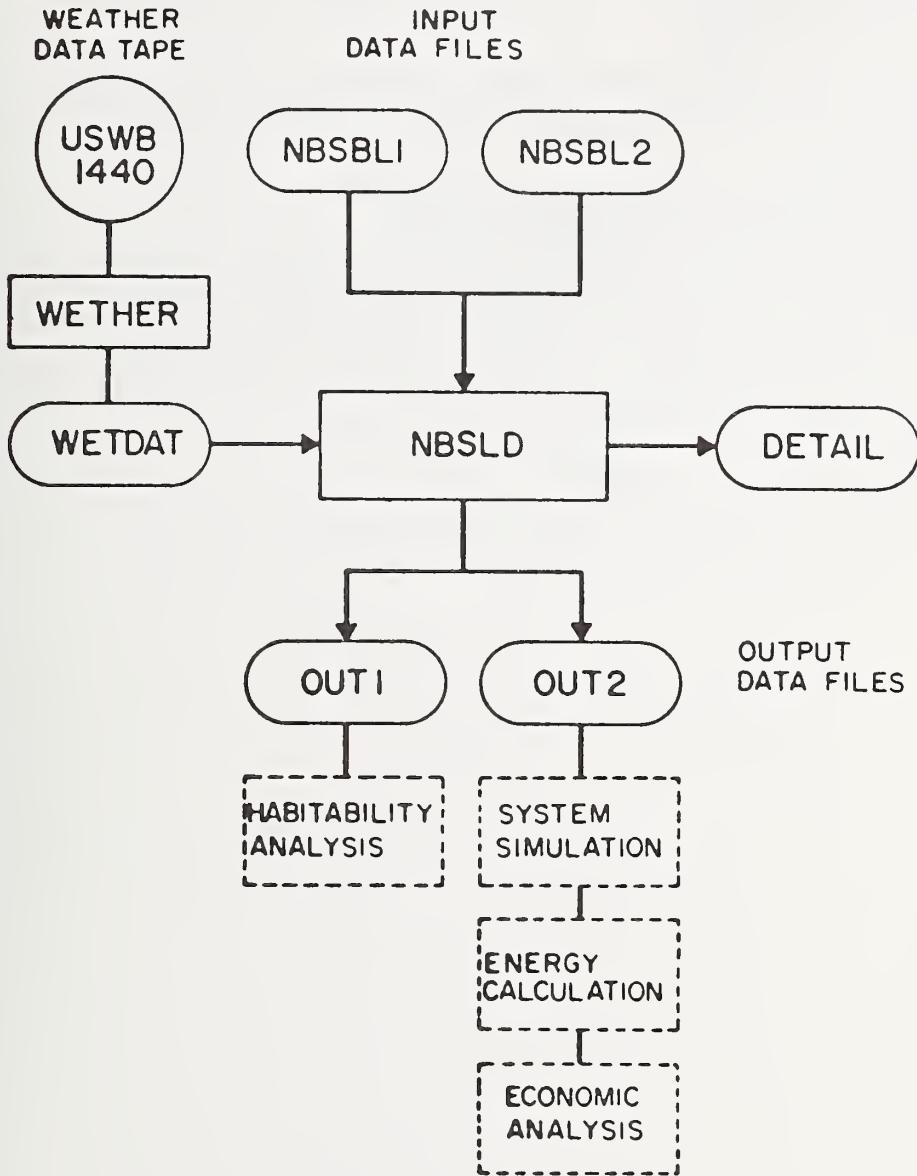 WEATHER
DATA TAPE
INPUT
DATA FILES
USWB
1440
NBSBL1
NBSBL2
WETHER
WETDAT
NBSLD
DETAIL
OUT1
OUT2
OUTPUT
DATA FILES
HABITABILITY
ANALYSIS
SYSTEM
SIMULATION
ENERGY
CALCULATION
ECONOMIC
ANALYSIS